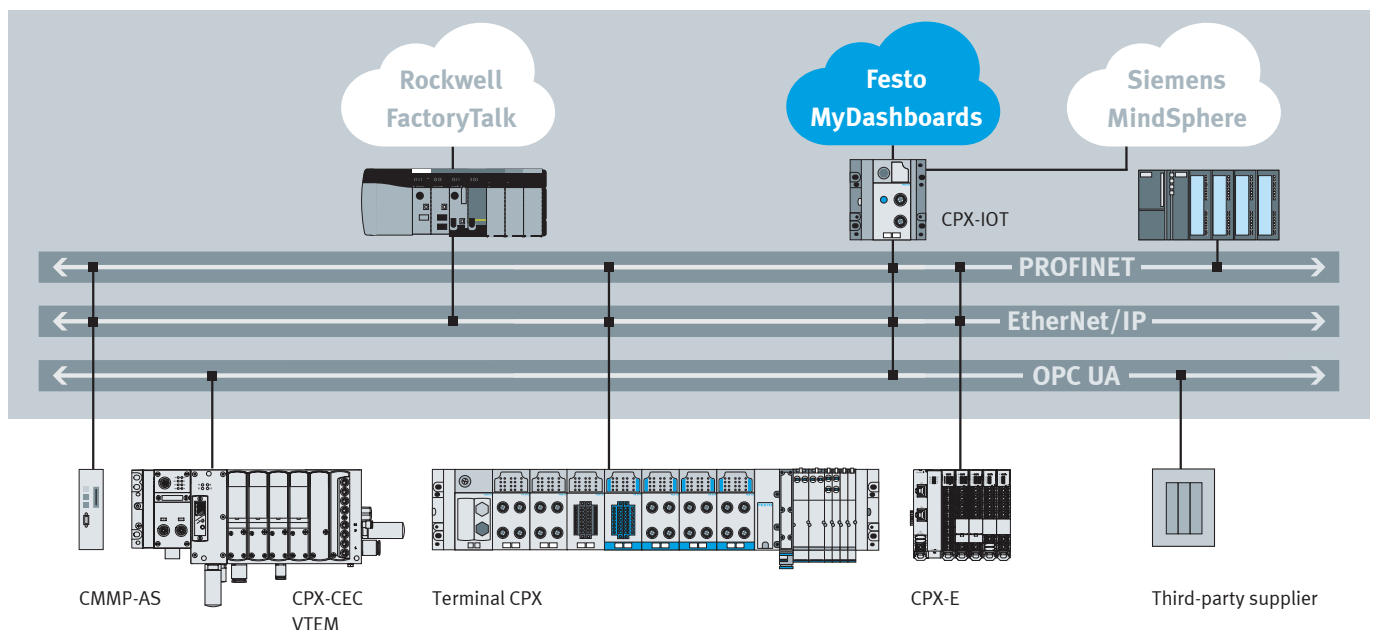 Rockwell
FactoryTalk
Festo
MyDashboards
Siemens
MindSphere
CPX-IOT
PROFINET
EtherNet/IP
OPC UA
CMMP-AS
CPX-CEC
VTEM
Terminal CPX
CPX-E
Third-party supplier